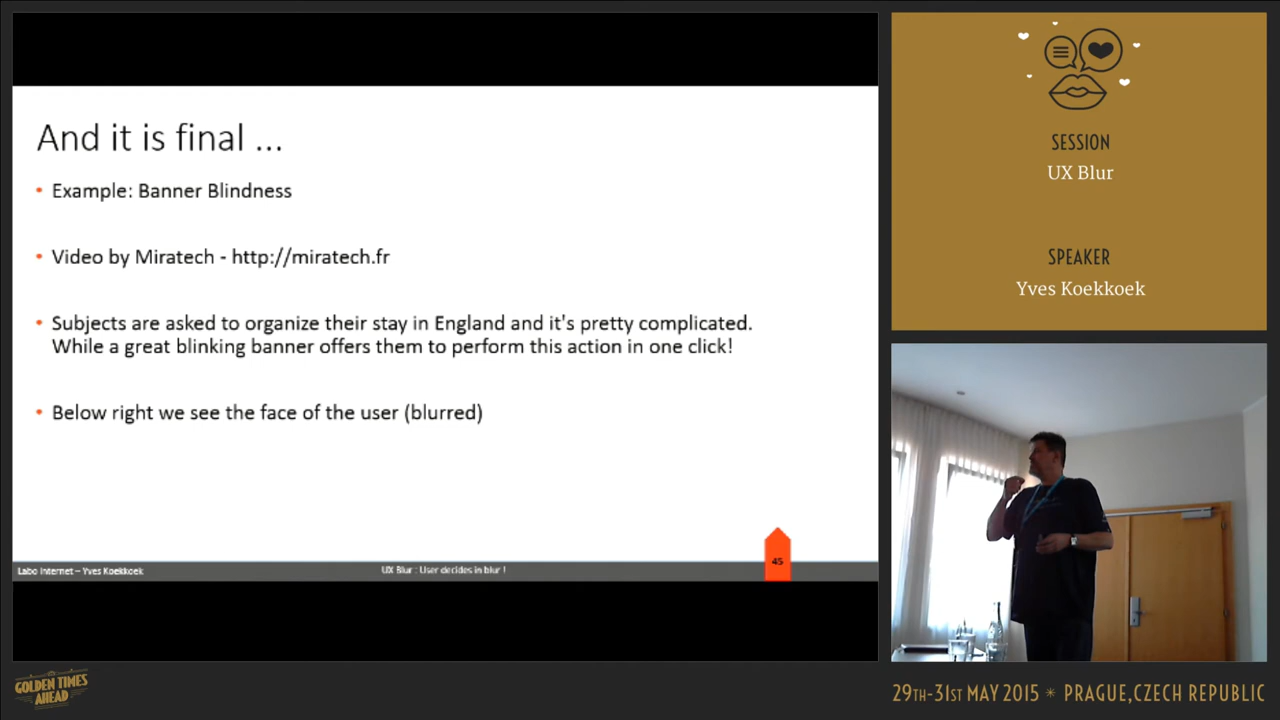 And it is final ...
• Example: Banner Blindness
• Video by Miratech - http://miratech.fr
• Subjects are asked to organize their stay in England and it's pretty complicated.
While a great blinking banner offers them to perform this action in one click!
• Below right we see the face of the user (blurred)
Labo Internet – Yves Koekkoek
UX Blur : User decides in blur !
45
SESSION
UX Blur
SPEAKER
Yves Koekkoek
GOLDEN TIMES
AHEAD
29TH-31ST MAY 2015 * PRAGUE, CZECH REPUBLIC